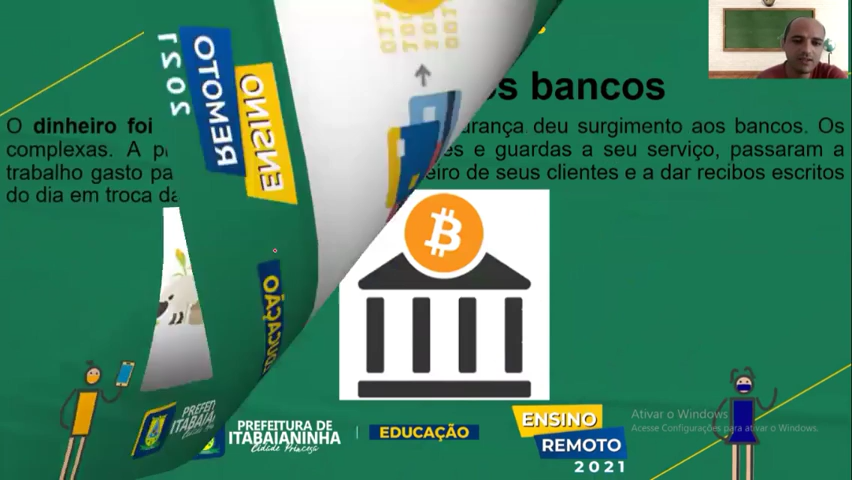 os bancos
O dinheiro foi
urança deu surgimento aos bancos. Os
complexas. A
es e guardas a seu serviço, passaram a
trabalho gasto
eiro de seus clientes e a dar recibos escritos
do dia em troca da
2021
REMOTO
ENSINO
EDUCAÇÃO
PREFEITURA DE
ITABAIANINHA
Cidade Princesa
EDUCAÇÃO
ENSINO
REMOTO
2021
Ativar o Windows
Acesse Configurações para ativar o Windows.